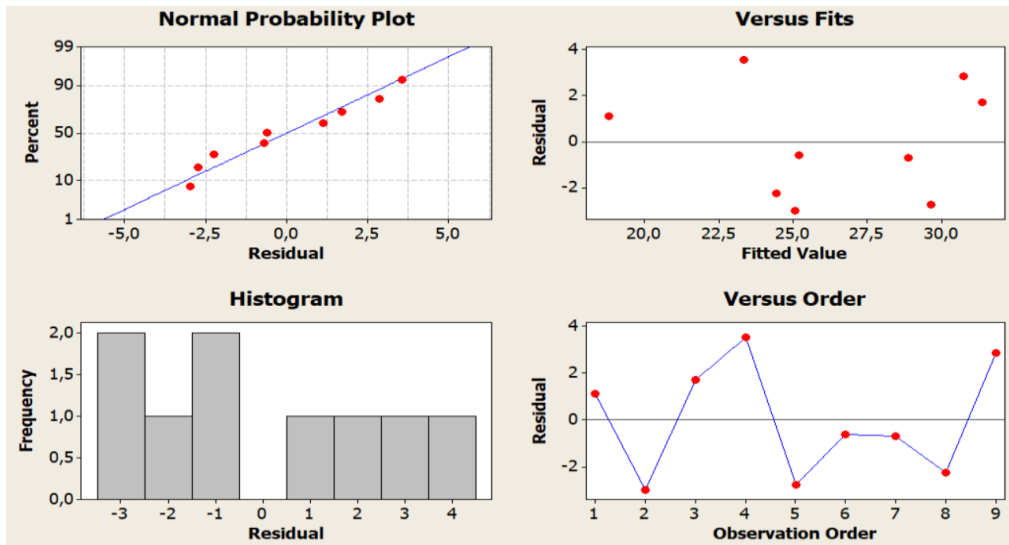 Normal Probability Plot
99
90
50
10
1
Percent
-5,0 -2,5 0,0 2,5 5,0
Residual
Versus Fits
4
2
0
-2
Residual
20,0 22,5 25,0 27,5 30,0
Fitted Value
Histogram
2,0
1,5
1,0
0,5
0,0
Frequency
-3 -2 -1 0 1 2 3 4
Residual
Versus Order
4
2
0
-2
Residual
1 2 3 4 5 6 7 8 9
Observation Order